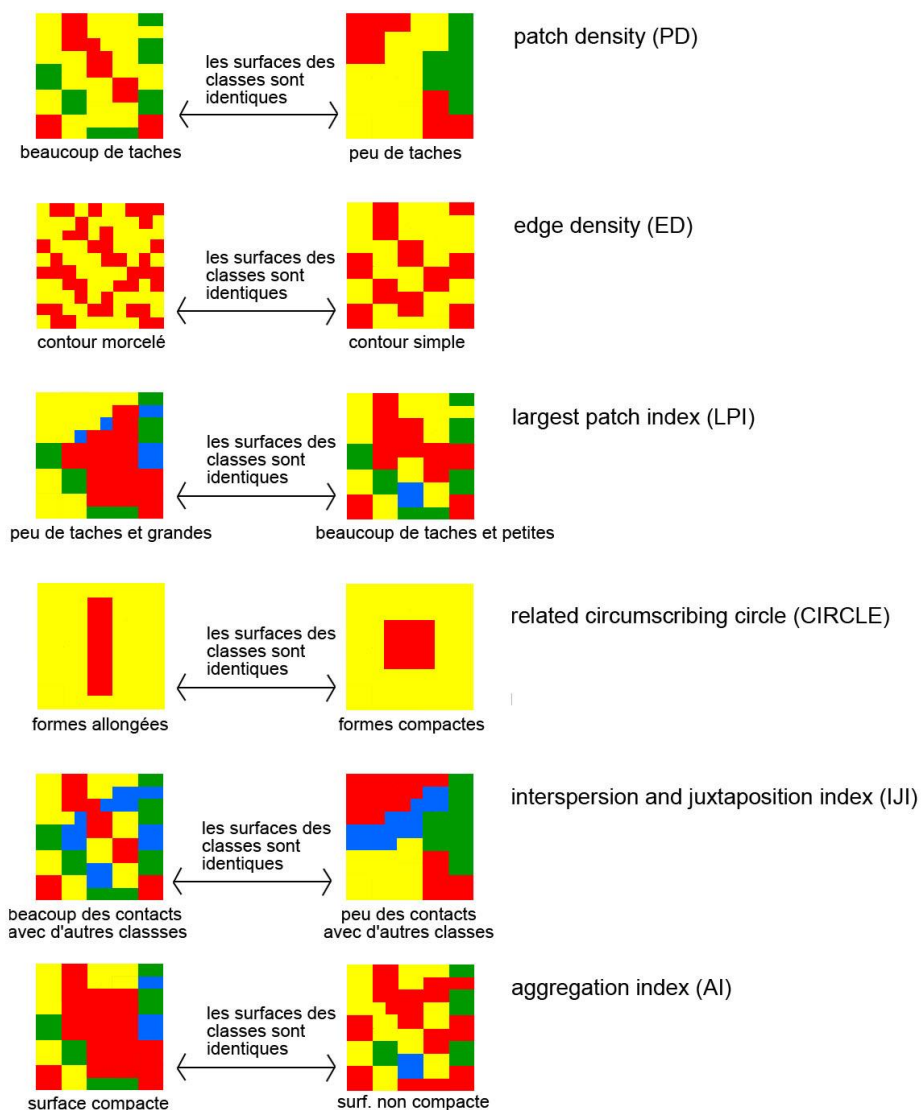 patch density (PD)
les surfaces des
classes sont
identiques
beaucoup de taches
peu de taches
edge density (ED)
les surfaces des
classes sont
identiques
contour morcelé
contour simple
largest patch index (LPI)
les surfaces des
classes sont
identiques
peu de taches et grandes
beaucoup de taches et petites
related circumscribing circle (CIRCLE)
les surfaces des
classes sont
identiques
formes allongées
formes compactes
interspersion and juxtaposition index (IJI)
les surfaces des
classes sont
identiques
beacoup des contacts
avec d'autres classses
peu des contacts
avec d'autres classes
aggregation index (AI)
les surfaces des
classes sont
identiques
surface compacte
surf. non compacte